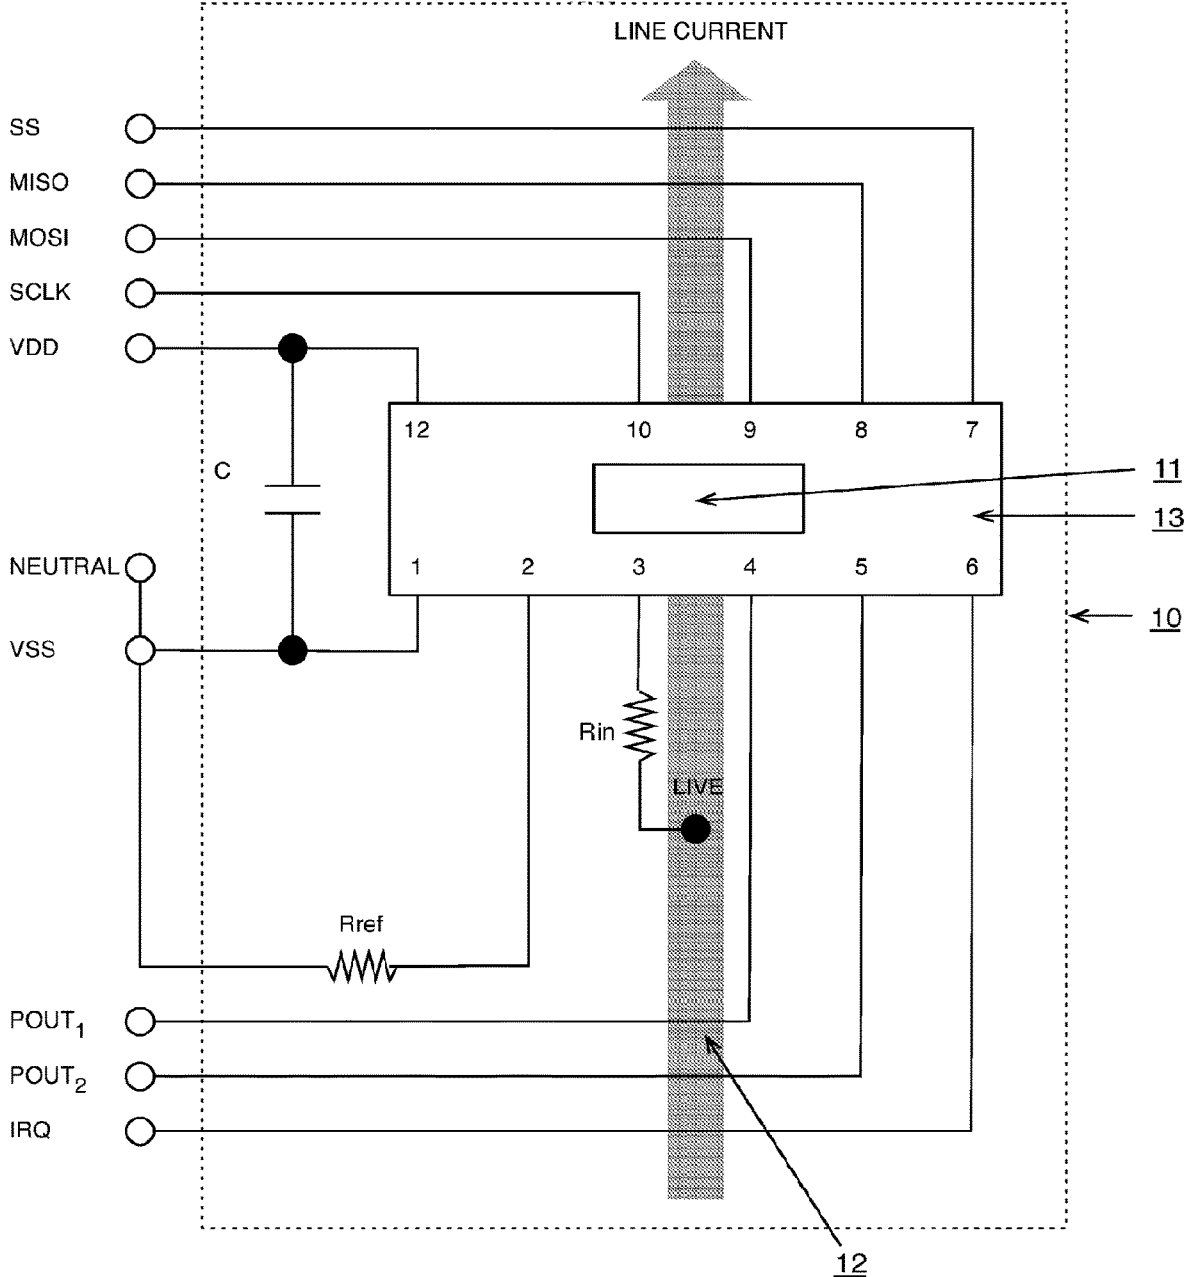 LINE CURRENT
SS
MISO
MOSI
SCLK
VDD
12 10 9 8 7
C
11
13
NEUTRAL
1 2 3 4 5 6
10
VSS
Rin
LIVE
Rref
POUT1
POUT2
IRQ
12